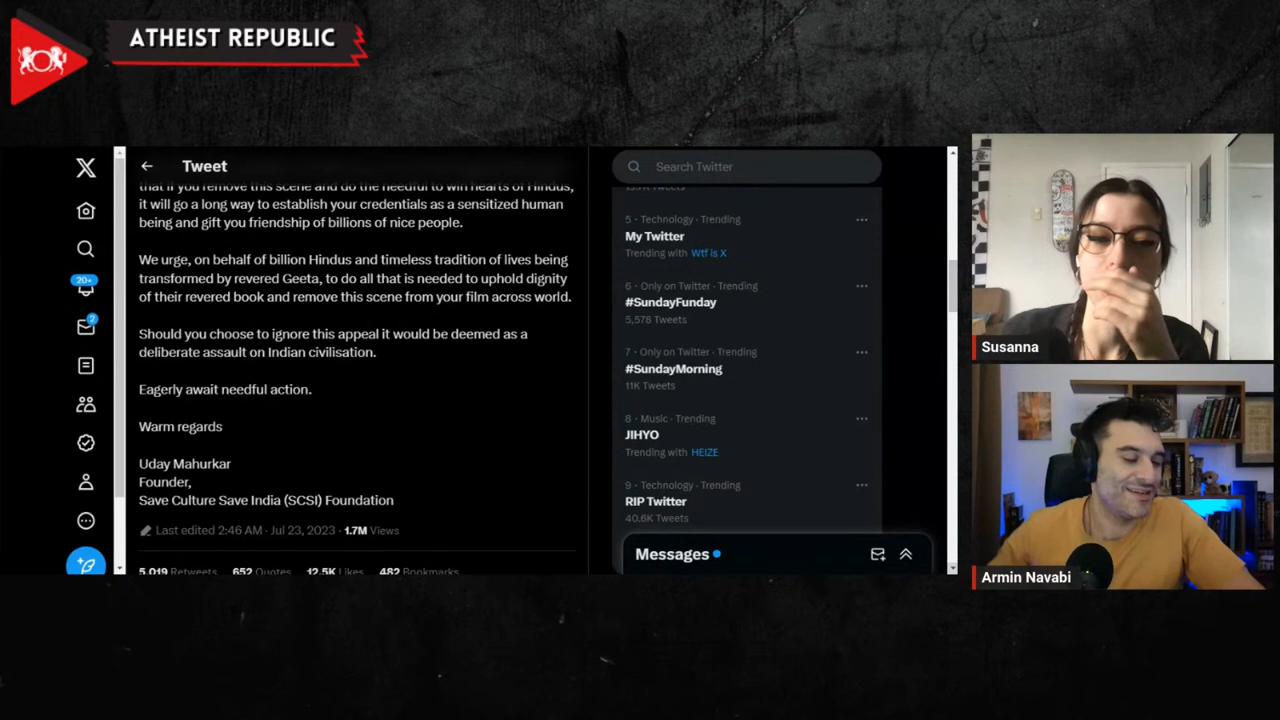 ATHEIST REPUBLIC
Tweet
that if you remove this scene and do the needful to win hearts of Hindus,
it will go a long way to establish your credentials as a sensitized human
being and gift you friendship of billions of nice people.
We urge, on behalf of billion Hindus and timeless tradition of lives being
transformed by revered Geeta, to do all that is needed to uphold dignity
of their revered book and remove this scene from your film across world.
Should you choose to ignore this appeal it would be deemed as a
deliberate assault on Indian civilisation.
Eagerly await needful action.
Warm regards
Uday Mahurkar
Founder,
Save Culture Save India (SCSI) Foundation
Last edited 2:46 AM · Jul 23, 2023 · 1.7M Views
5,019 Retweets 652 Quotes 12.5K Likes 482 Bookmarks
20+
2
Search Twitter
Tweets
5 · Technology · Trending
My Twitter
Trending with Wtf is X
6 · Only on Twitter · Trending
#SundayFunday
5,578 Tweets
7 · Only on Twitter · Trending
#SundayMorning
11K Tweets
8 · Music · Trending
JIHYO
Trending with HEIZE
9 · Technology · Trending
RIP Twitter
40.6K Tweets
Messages
Susanna
Armin Navabi